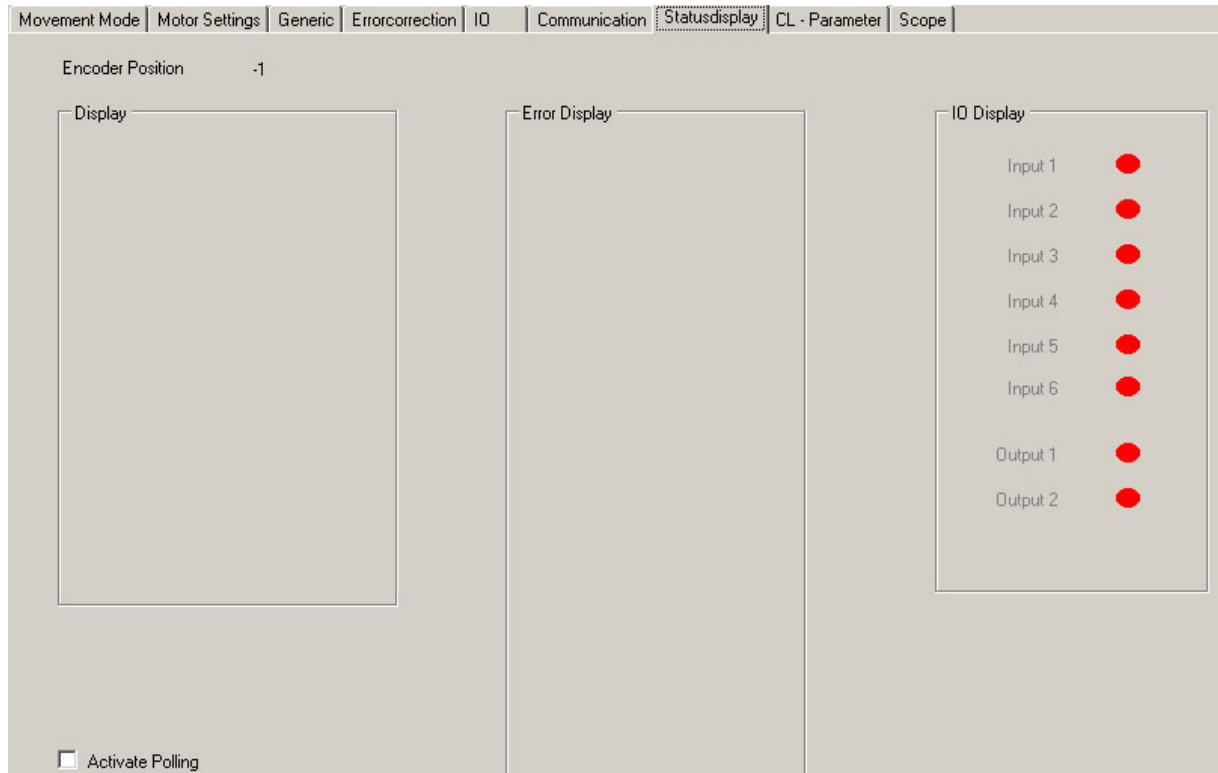 Movement Mode Motor Settings Generic Errorcorrection IO Communication Statusdisplay CL - Parameter Scope
Encoder Position -1
Display
Error Display
IO Display
Input 1
Input 2
Input 3
Input 4
Input 5
Input 6
Output 1
Output 2
Activate Polling